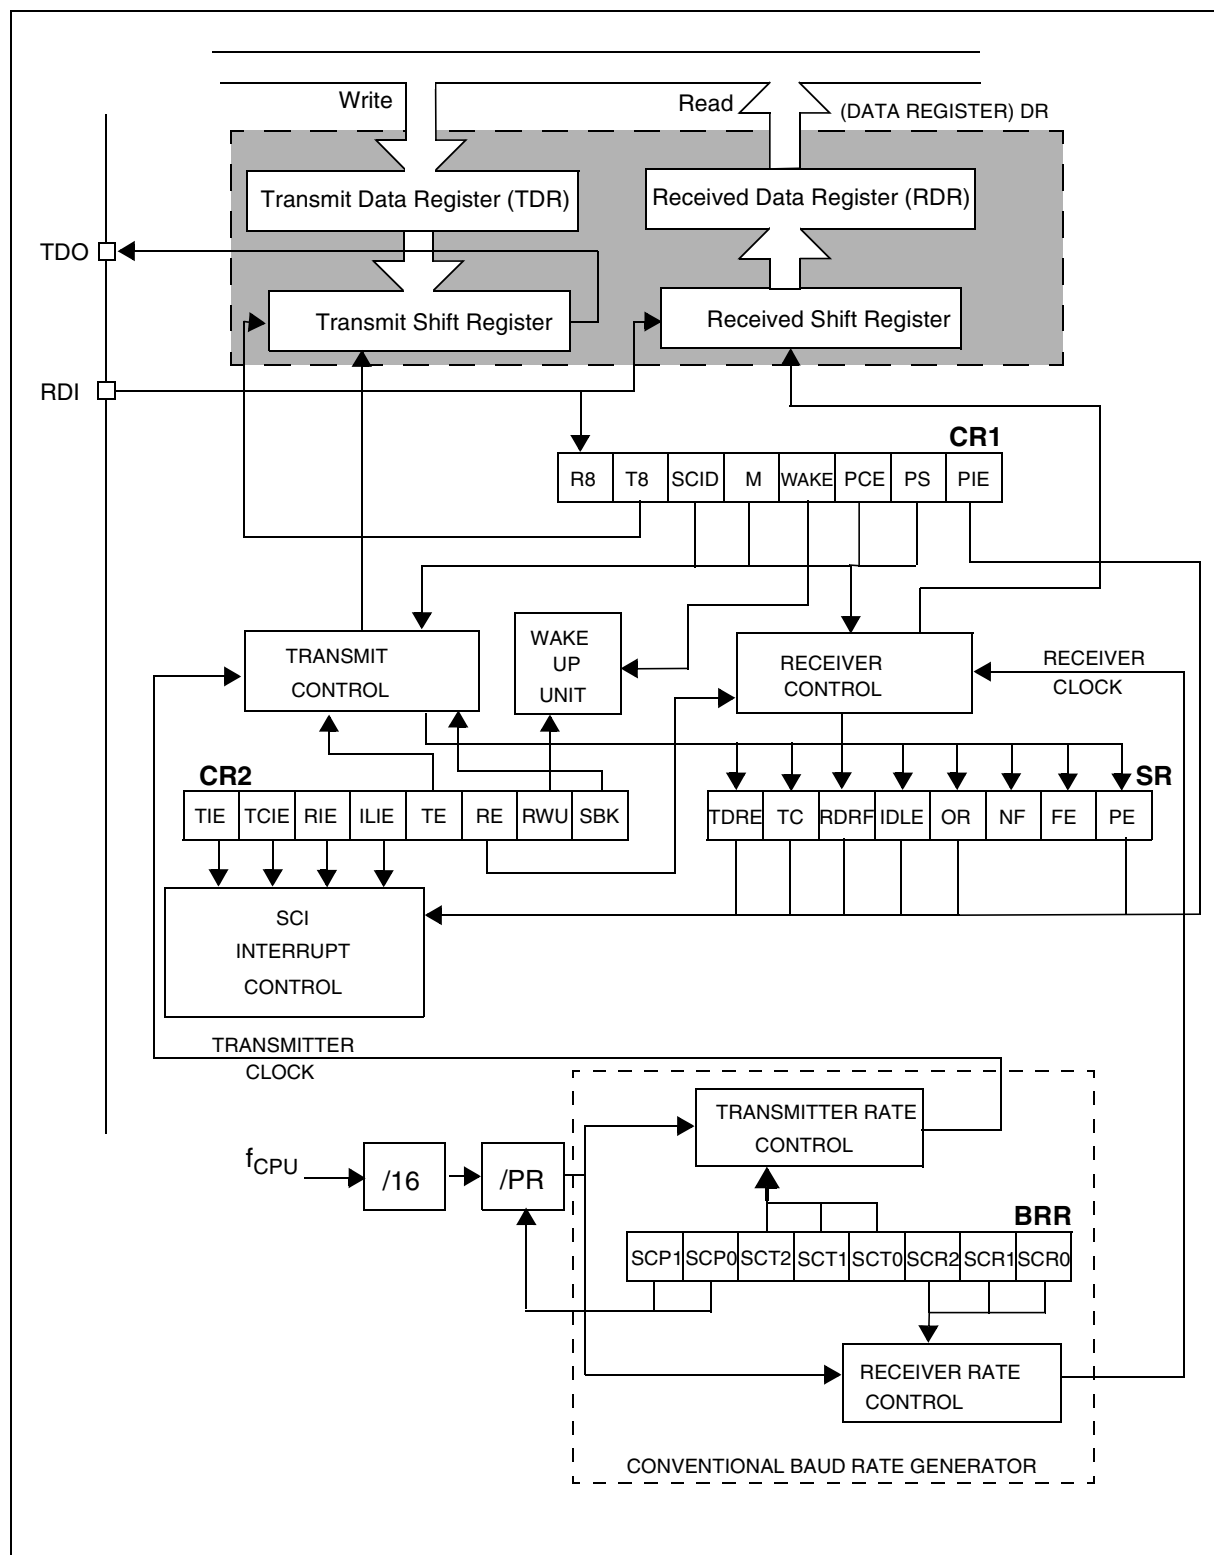 Write
Read
(DATA REGISTER) DR
Transmit Data Register (TDR)
Received Data Register (RDR)
TDO
Transmit Shift Register
Received Shift Register
RDI
CR1
R8 T8 SCID M WAKE PCE PS PIE
TRANSMIT
CONTROL
WAKE
UP
UNIT
RECEIVER
CONTROL
RECEIVER
CLOCK
CR2
SR
TIE TCIE RIE ILIE TE RE RWU SBK
TDRE TC RDRF IDLE OR NF FE PE
SCI
INTERRUPT
CONTROL
TRANSMITTER
CLOCK
TRANSMITTER RATE
CONTROL
fCPU
/16
/PR
BRR
SCP1 SCP0 SCT2 SCT1 SCT0 SCR2 SCR1 SCR0
RECEIVER RATE
CONTROL
CONVENTIONAL BAUD RATE GENERATOR